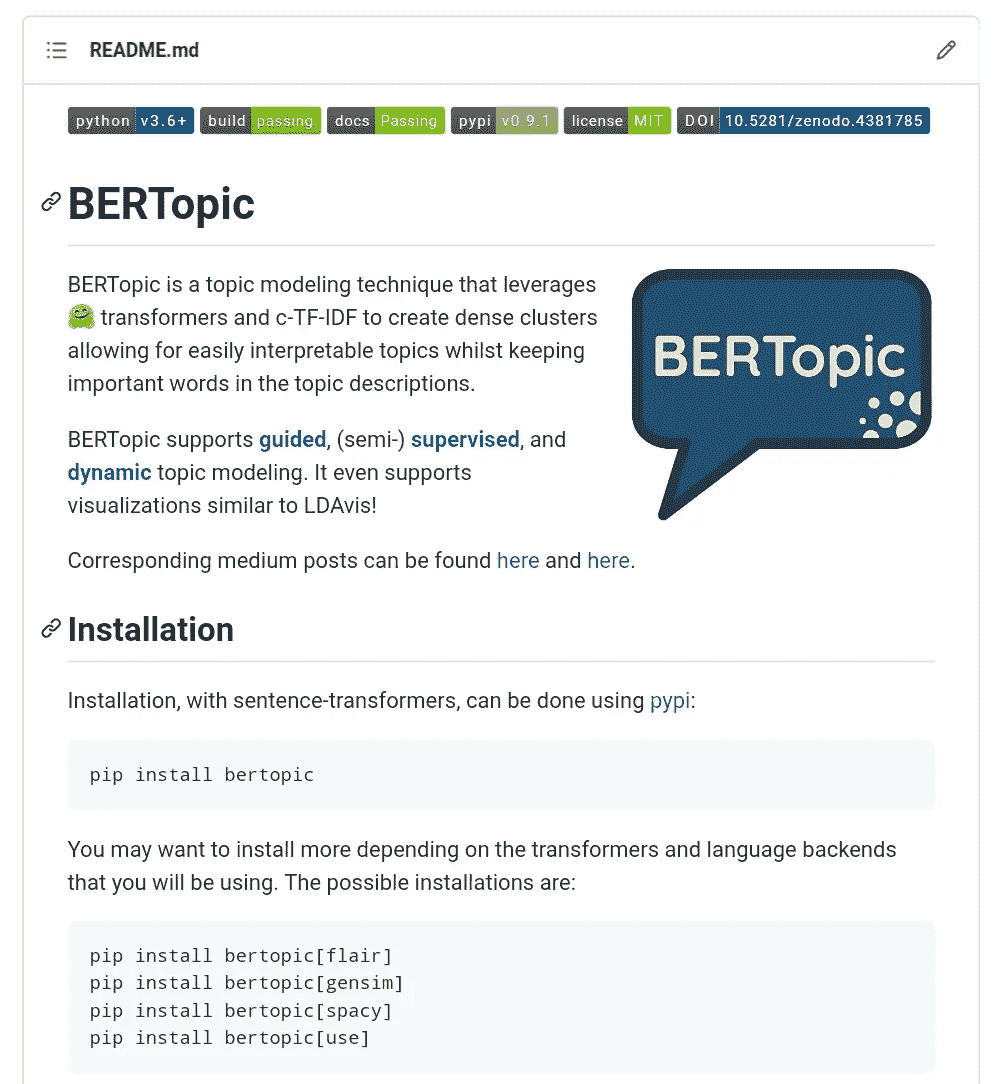 README.md
python v3.6+ build passing docs Passing pypi v0.9.1 license MIT DOI 10.5281/zenodo.4381785
BERTopic
BERTopic is a topic modeling technique that leverages
transformers and c-TF-IDF to create dense clusters
allowing for easily interpretable topics whilst keeping
important words in the topic descriptions.
BERTopic
BERTopic supports guided, (semi-) supervised, and
dynamic topic modeling. It even supports
visualizations similar to LDAvis!
Corresponding medium posts can be found here and here.
Installation
Installation, with sentence-transformers, can be done using pypi:
pip install bertopic
You may want to install more depending on the transformers and language backends
that you will be using. The possible installations are:
pip install bertopic[flair]
pip install bertopic[gensim]
pip install bertopic[spacy]
pip install bertopic[use]